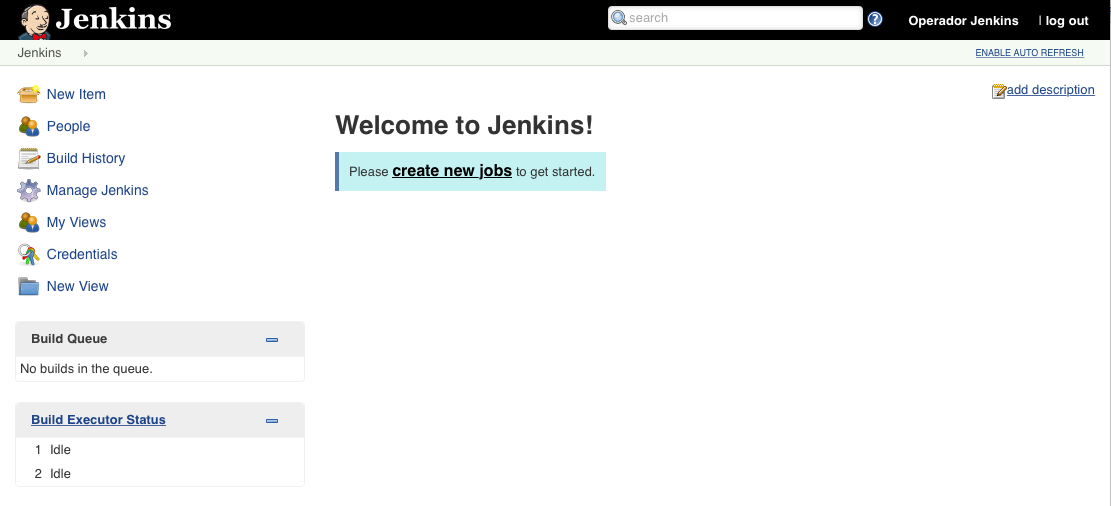 Jenkins
search
Operador Jenkins | log out
Jenkins
ENABLE AUTO REFRESH
New Item
People
Build History
Manage Jenkins
My Views
Credentials
New View
Build Queue
No builds in the queue.
Build Executor Status
1 Idle
2 Idle
add description
Welcome to Jenkins!
Please create new jobs to get started.